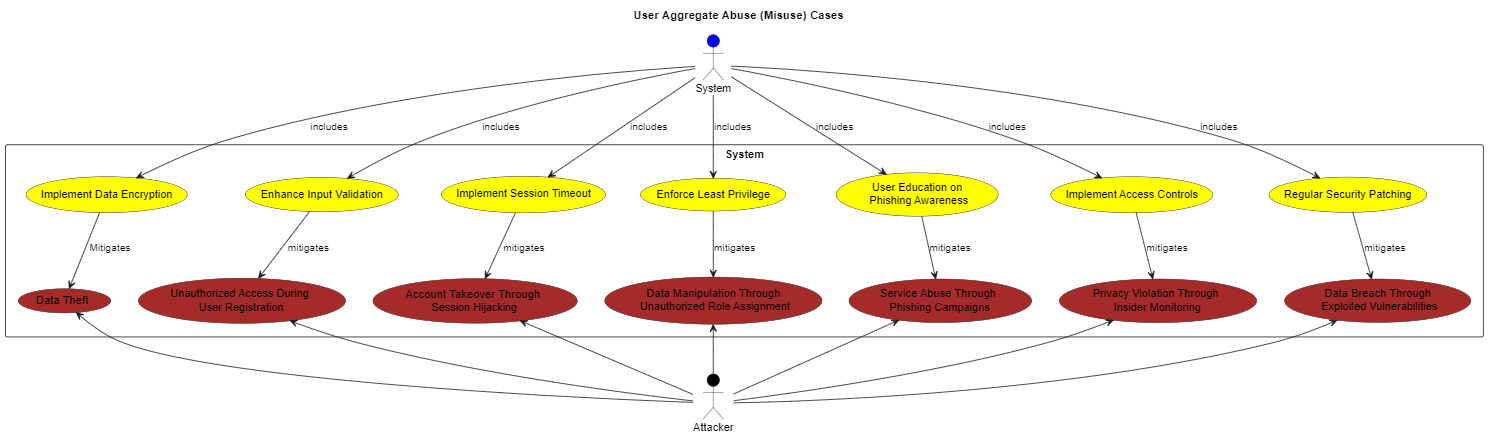 User Aggregate Abuse (Misuse) Cases
System
includes
includes
includes
includes
includes
includes
includes
System
Implement Data Encryption
Enhance Input Validation
Implement Session Timeout
Enforce Least Privilege
User Education on
Phishing Awareness
Implement Access Controls
Regular Security Patching
Mitigates
mitigates
mitigates
mitigates
mitigates
mitigates
mitigates
Data Theft
Unauthorized Access During
User Registration
Account Takeover Through
Session Hijacking
Data Manipulation Through
Unauthorized Role Assignment
Service Abuse Through
Phishing Campaigns
Privacy Violation Through
Insider Monitoring
Data Breach Through
Exploited Vulnerabilities
Attacker